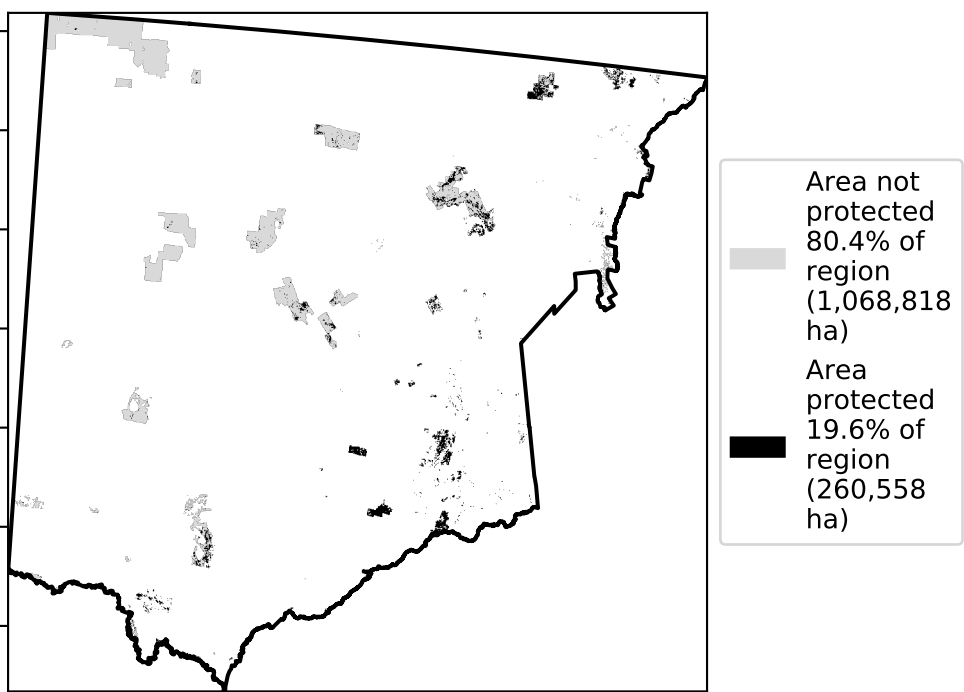 Area not
protected
80.4% of
region
(1,068,818
ha)
Area
protected
19.6% of
region
(260,558
ha)